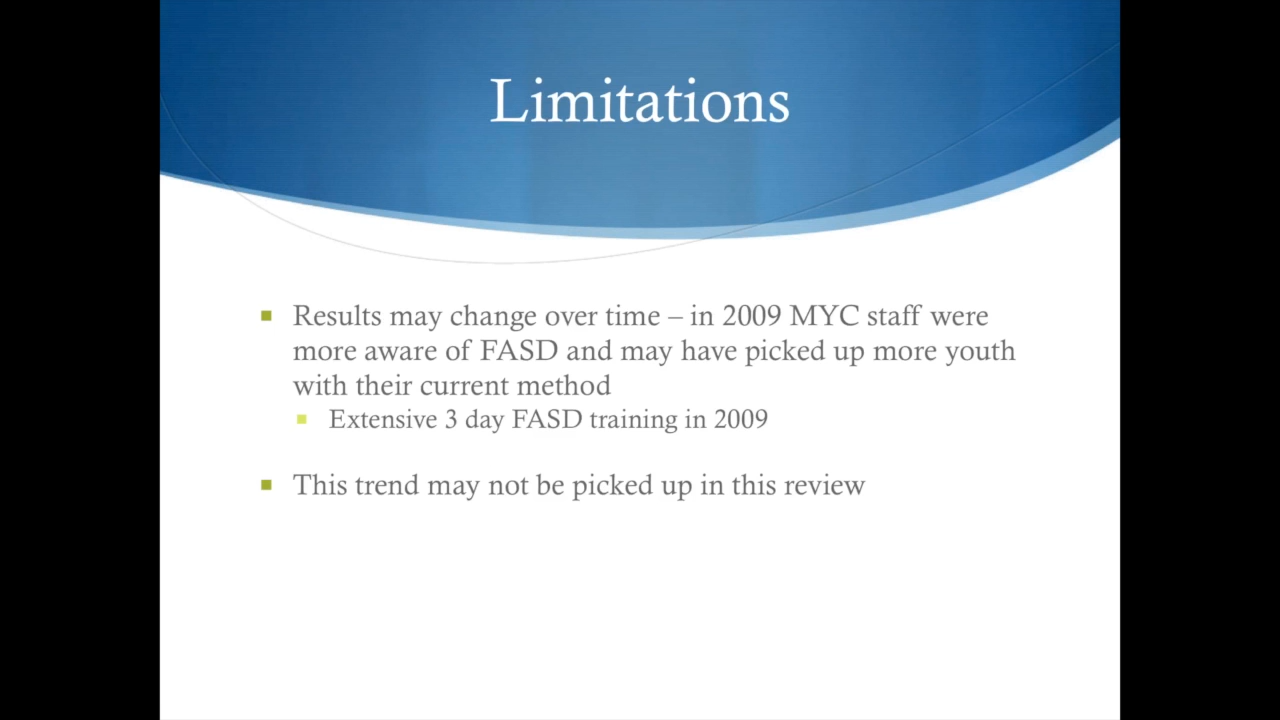 Limitations
Results may change over time – in 2009 MYC staff were
more aware of FASD and may have picked up more youth
with their current method
Extensive 3 day FASD training in 2009
This trend may not be picked up in this review